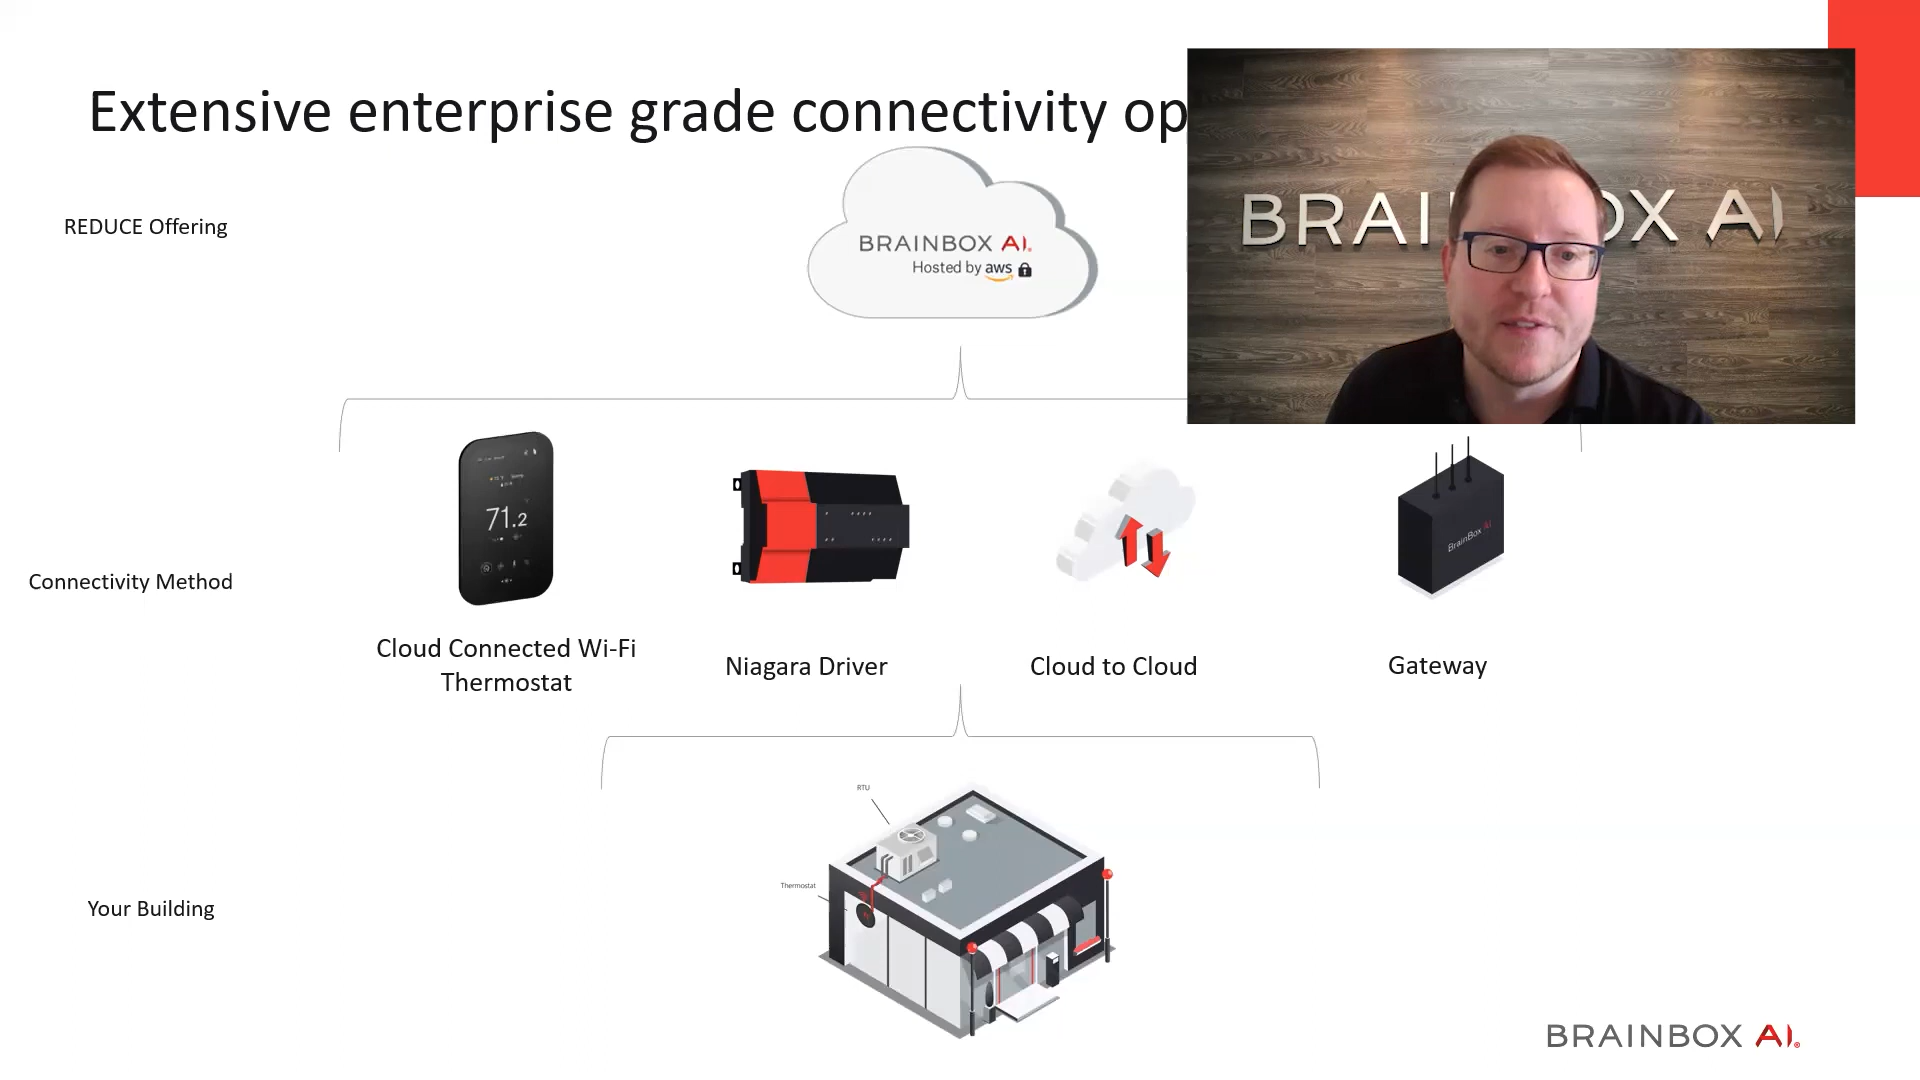 Extensive enterprise grade connectivity op
REDUCE Offering
BRAINBOX AI
Hosted by aws
BRAI OX AI
71.2
BrainBox AI
Connectivity Method
Cloud Connected Wi-Fi
Thermostat
Niagara Driver
Cloud to Cloud
Gateway
RTU
Thermostat
Your Building
BRAINBOX AI